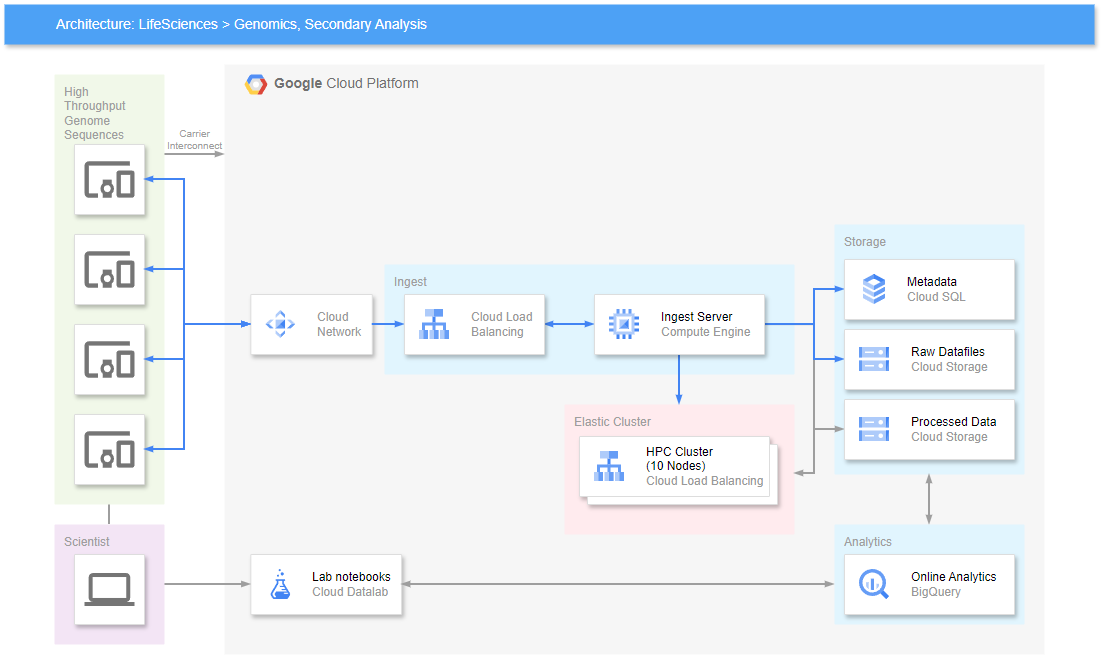 Architecture: LifeSciences > Genomics, Secondary Analysis
Google Cloud Platform
High
Throughput
Genome
Sequences
Carrier
Interconnect
Storage
Metadata
Cloud SQL
Ingest
Cloud
Network
Cloud Load
Balancing
Ingest Server
Compute Engine
Raw Datafiles
Cloud Storage
Processed Data
Cloud Storage
Elastic Cluster
HPC Cluster
(10 Nodes)
Cloud Load Balancing
Scientist
Lab notebooks
Cloud Datalab
Analytics
Online Analytics
BigQuery